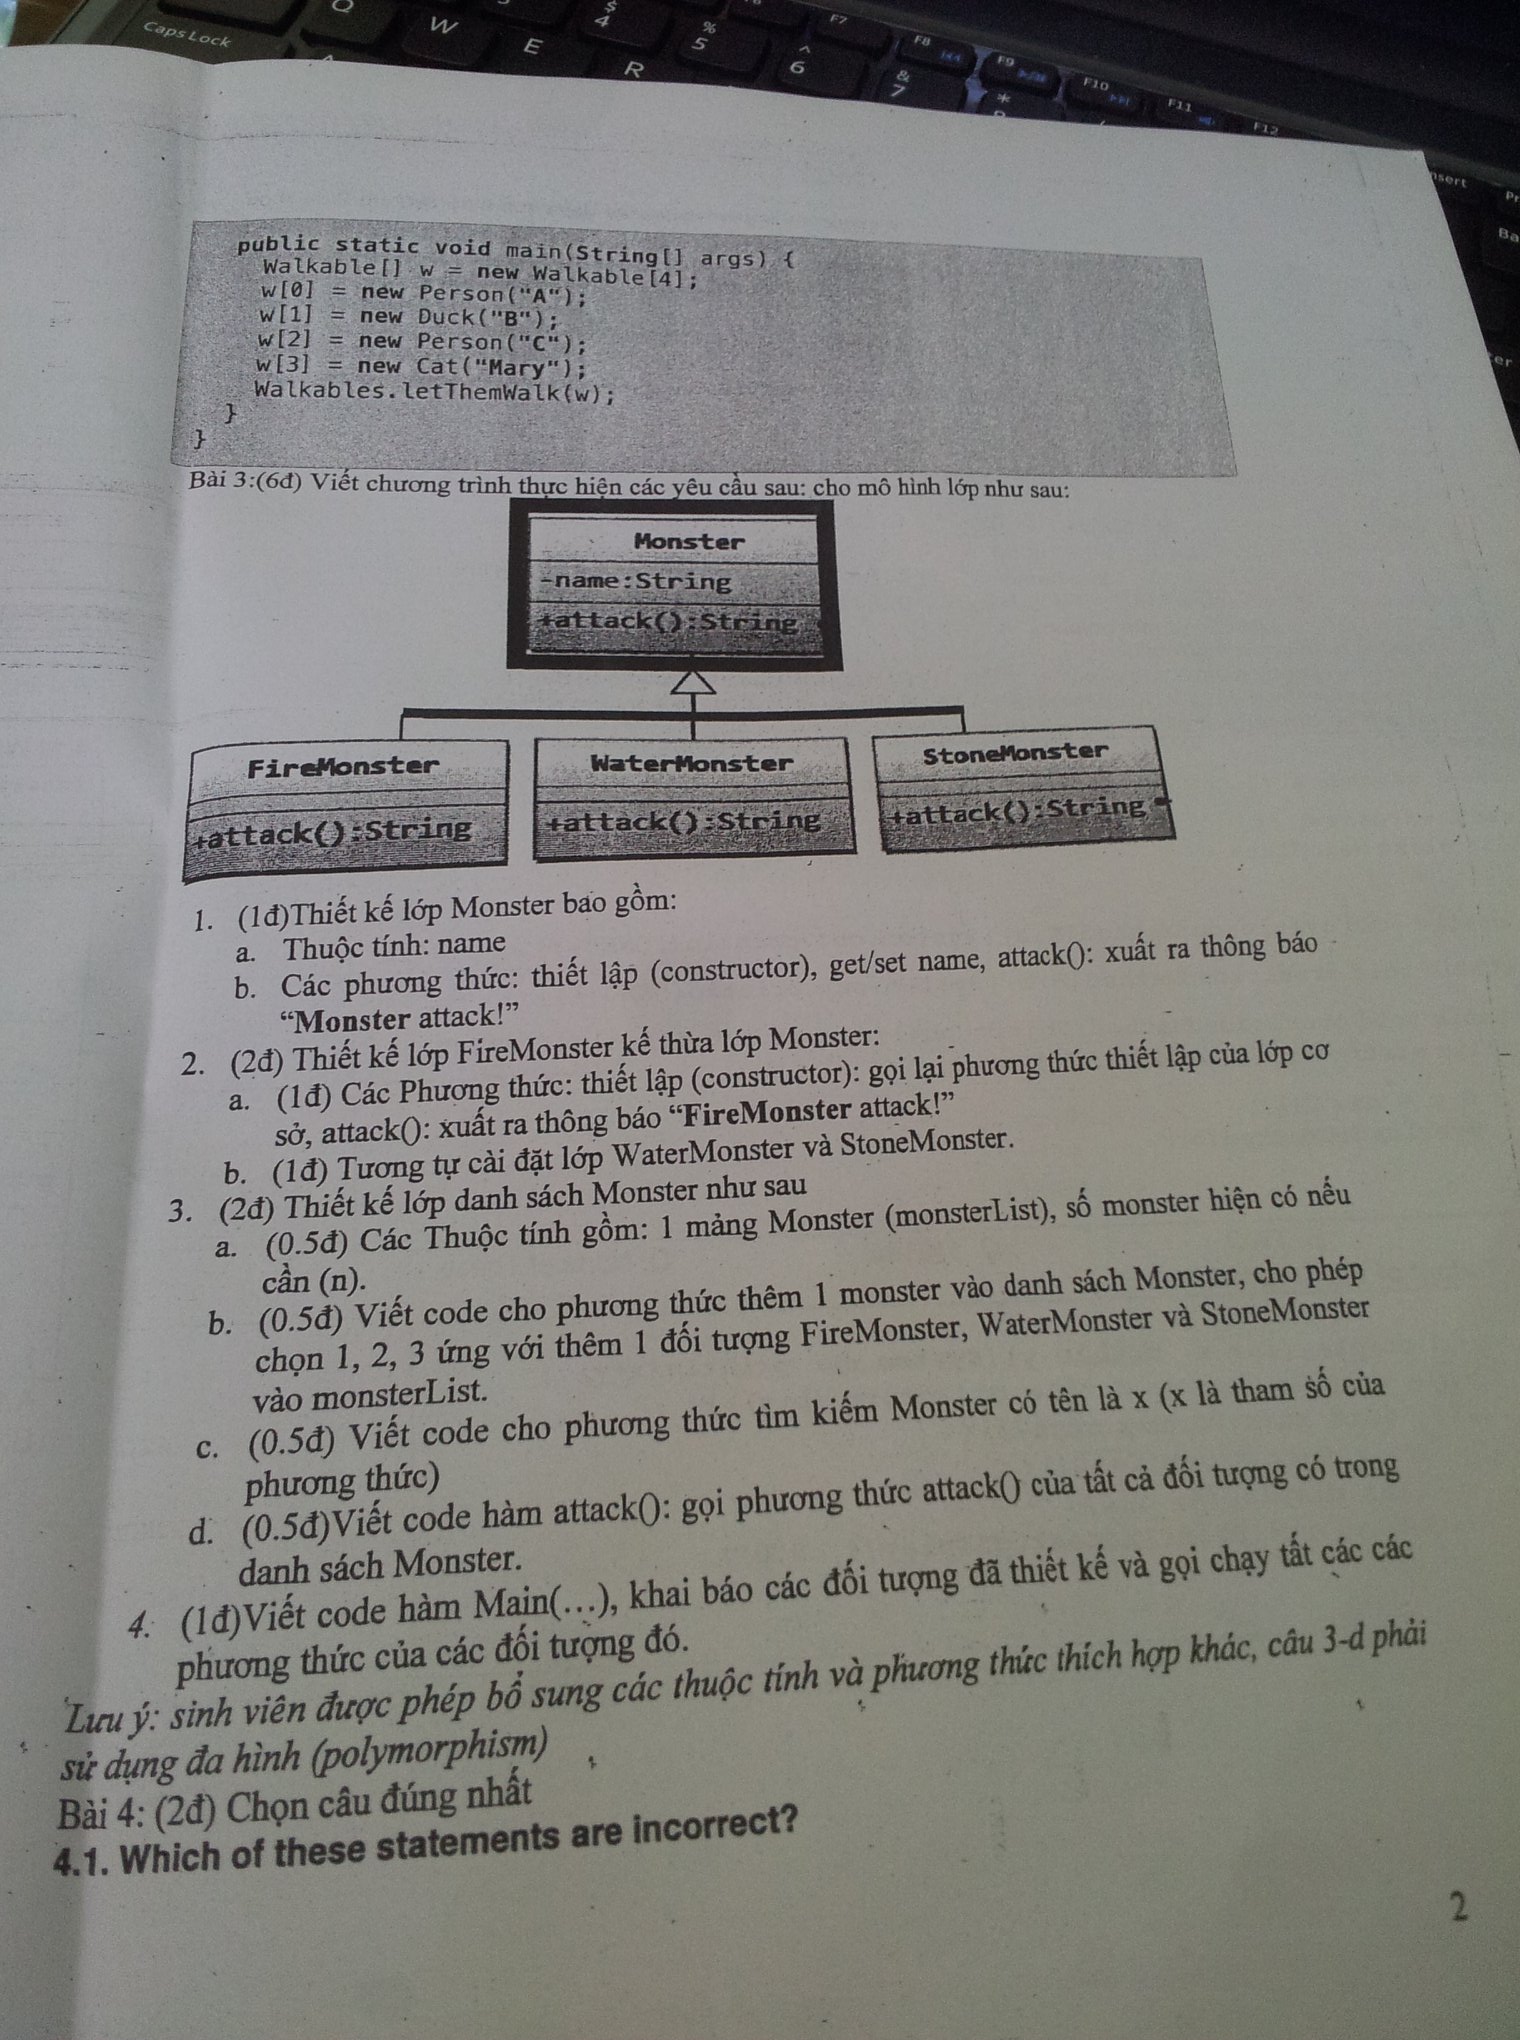 Caps Lock
Q
W
E
R
$
4
%
5
^
6
&
7
*
F7
F8
F9
F10
F11
F12
public static void main(String[] args) {
Walkable[] w = new Walkable[4];
w[0] = new Person("A");
w[1] = new Duck("B");
w[2] = new Person("C");
w[3] = new Cat("Mary");
Walkables.letThemWalk(w);
}
}
Bài 3:(6đ) Viết chương trình thực hiện các yêu cầu sau: cho mô hình lớp như sau:
Monster
-name:String
+attack():String
FireMonster
+attack():String
WaterMonster
+attack():String
StoneMonster
+attack():String
1. (1đ)Thiết kế lớp Monster bao gồm:
a. Thuộc tính: name
b. Các phương thức: thiết lập (constructor), get/set name, attack(): xuất ra thông báo
“Monster attack!”
2. (2đ) Thiết kế lớp FireMonster kế thừa lớp Monster:
a. (1đ) Các Phương thức: thiết lập (constructor): gọi lại phương thức thiết lập của lớp cơ
sở, attack(): xuất ra thông báo “FireMonster attack!”
b. (1đ) Tương tự cài đặt lớp WaterMonster và StoneMonster.
3. (2đ) Thiết kế lớp danh sách Monster như sau
a. (0.5đ) Các Thuộc tính gồm: 1 mảng Monster (monsterList), số monster hiện có nếu
cần (n).
b. (0.5đ) Viết code cho phương thức thêm 1 monster vào danh sách Monster, cho phép
chọn 1, 2, 3 ứng với thêm 1 đối tượng FireMonster, WaterMonster và StoneMonster
vào monsterList.
c. (0.5đ) Viết code cho phương thức tìm kiếm Monster có tên là x (x là tham số của
phương thức)
d. (0.5đ)Viết code hàm attack(): gọi phương thức attack() của tất cả đối tượng có trong
danh sách Monster.
4. (1đ)Viết code hàm Main(…), khai báo các đối tượng đã thiết kế và gọi chạy tất các các
phương thức của các đối tượng đó.
Lưu ý: sinh viên được phép bổ sung các thuộc tính và phương thức thích hợp khác, câu 3-d phải
sử dụng đa hình (polymorphism)
Bài 4: (2đ) Chọn câu đúng nhất
4.1. Which of these statements are incorrect?
2